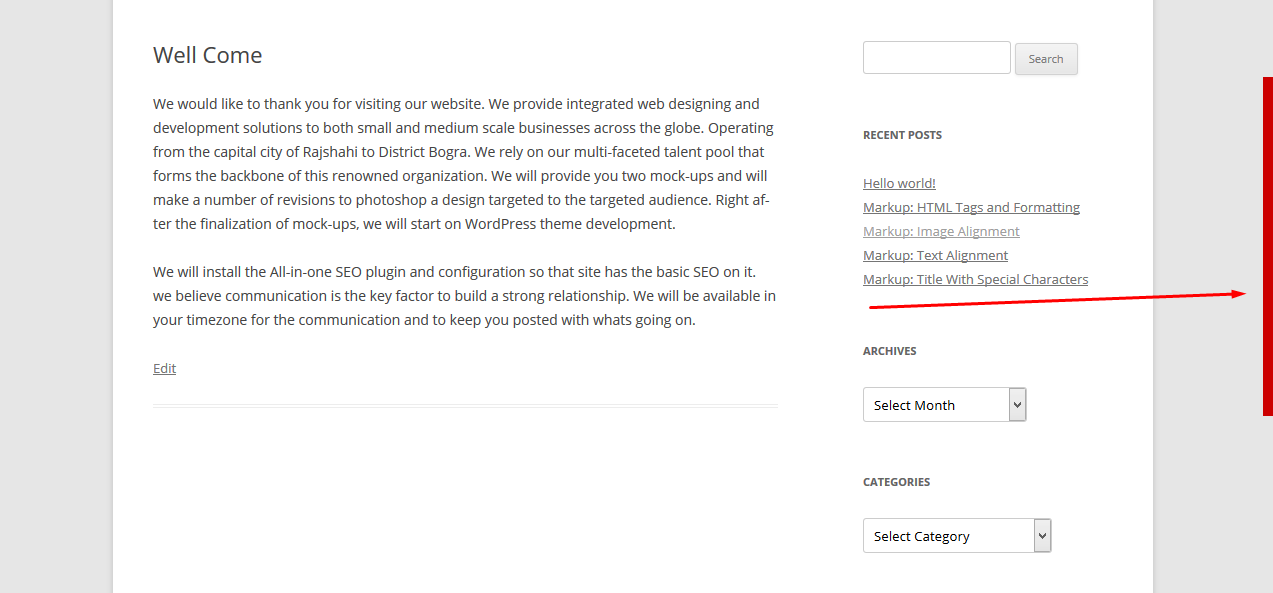 Well Come
We would like to thank you for visiting our website. We provide integrated web designing and
development solutions to both small and medium scale businesses across the globe. Operating
from the capital city of Rajshahi to District Bogra. We rely on our multi-faceted talent pool that
forms the backbone of this renowned organization. We will provide you two mock-ups and will
make a number of revisions to photoshop a design targeted to the targeted audience. Right af-
ter the finalization of mock-ups, we will start on WordPress theme development.
We will install the All-in-one SEO plugin and configuration so that site has the basic SEO on it.
we believe communication is the key factor to build a strong relationship. We will be available in
your timezone for the communication and to keep you posted with whats going on.
Edit
Search
RECENT POSTS
Hello world!
Markup: HTML Tags and Formatting
Markup: Image Alignment
Markup: Text Alignment
Markup: Title With Special Characters
ARCHIVES
Select Month
CATEGORIES
Select Category